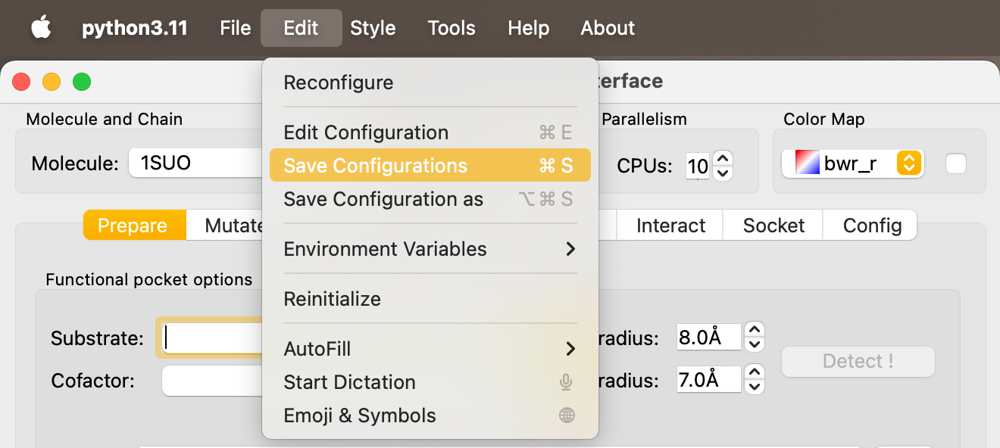 python3.11 File Edit Style Tools Help About
terface
Molecule and Chain
Parallelism
Color Map
Molecule: 1SUO
CPUs: 10
bwr_r
Reconfigure
Edit Configuration ⌘ E
Save Configurations ⌘ S
Save Configuration as ⌥ ⌘ S
Environment Variables
Reinitialize
AutoFill
Start Dictation
Emoji & Symbols
Prepare Mutate Interact Socket Config
Functional pocket options
Substrate:
radius: 8.0Å
Detect !
Cofactor:
radius: 7.0Å